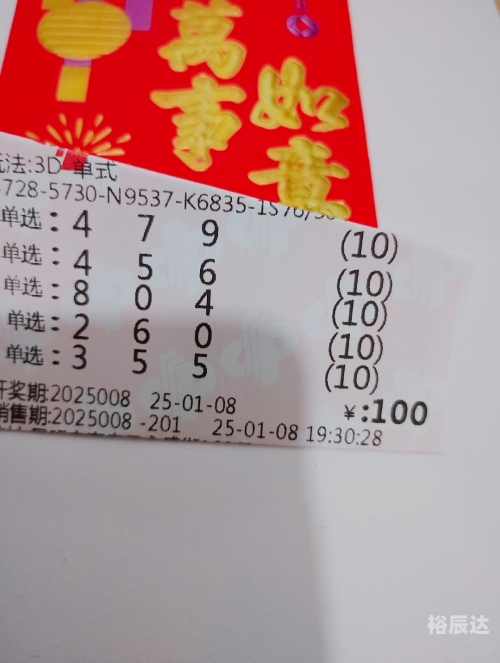 萬事
如意
玩法:3D 单式
728-5730-N9537-K6835-1S76/
单选: 4 7 9 (10)
单选: 4 5 6 (10)
单选: 8 0 4 (10)
单选: 2 6 0 (10)
单选: 3 5 5 (10)
开奖期:2025008 25-01-08 ¥:100
销售期:2025008 -201 25-01-08 19:30:28
裕辰达